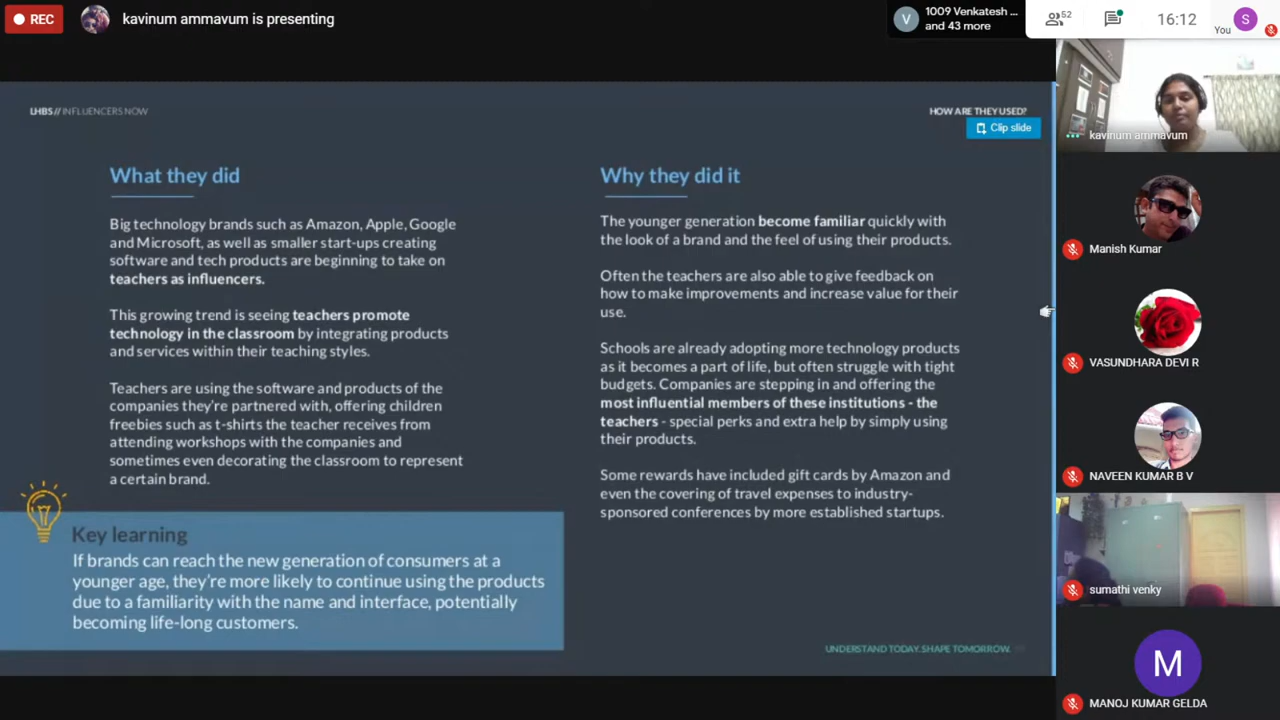 REC
kavinum ammavum is presenting
V
1009 Venkatesh ...
and 43 more
52
16:12
You
S
LHBS// INFLUENCERS NOW
HOW ARE THEY USED?
Clip slide
What they did
Big technology brands such as Amazon, Apple, Google
and Microsoft, as well as smaller start-ups creating
software and tech products are beginning to take on
teachers as influencers.
This growing trend is seeing teachers promote
technology in the classroom by integrating products
and services within their teaching styles.
Teachers are using the software and products of the
companies they're partnered with, offering children
freebies such as t-shirts the teacher receives from
attending workshops with the companies and
sometimes even decorating the classroom to represent
a certain brand.
Key learning
If brands can reach the new generation of consumers at a
younger age, they're more likely to continue using the products
due to a familiarity with the name and interface, potentially
becoming life-long customers.
Why they did it
The younger generation become familiar quickly with
the look of a brand and the feel of using their products.
Often the teachers are also able to give feedback on
how to make improvements and increase value for their
use.
Schools are already adopting more technology products
as it becomes a part of life, but often struggle with tight
budgets. Companies are stepping in and offering the
most influential members of these institutions - the
teachers - special perks and extra help by simply using
their products.
Some rewards have included gift cards by Amazon and
even the covering of travel expenses to industry-
sponsored conferences by more established startups.
UNDERSTAND TODAY. SHAPE TOMORROW.
kavinum ammavum
Manish Kumar
VASUNDHARA DEVI R
NAVEEN KUMAR B V
sumathi venky
M
MANOJ KUMAR GELDA